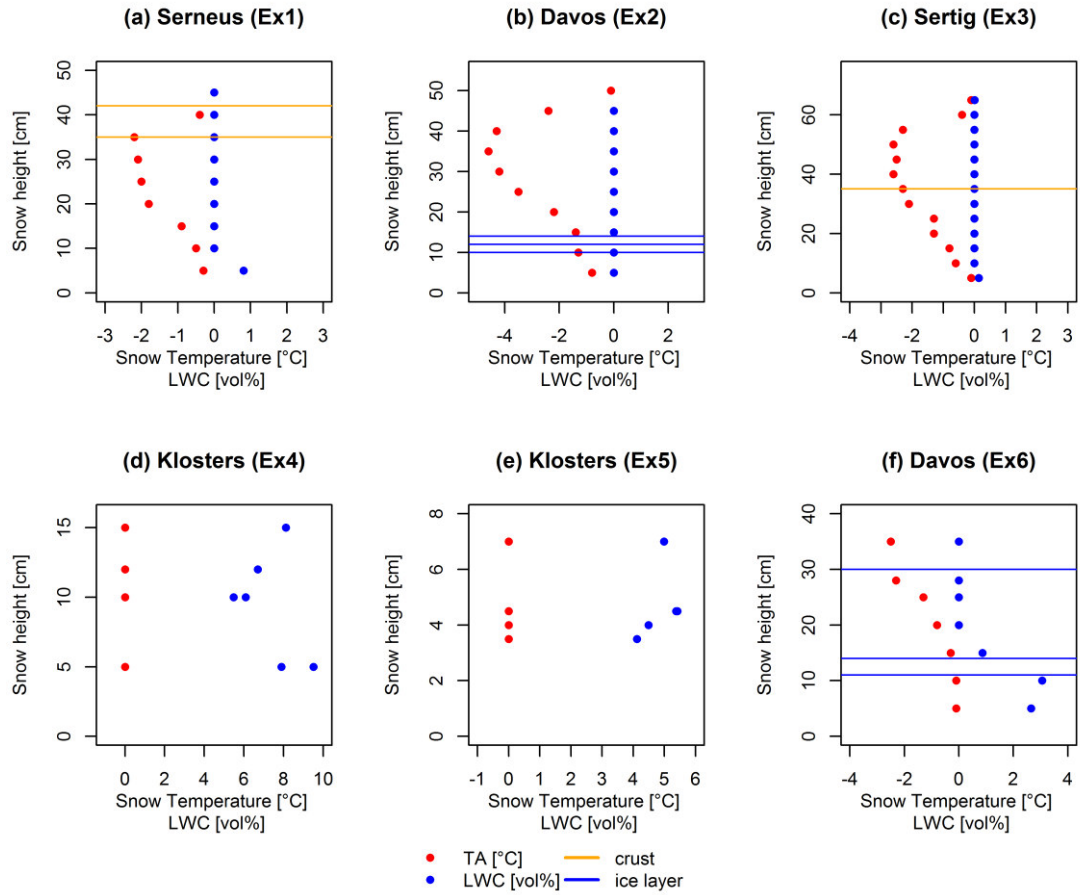 (a) Serneus (Ex1)
Snow height [cm]
0 10 20 30 40 50
-3 -2 -1 0 1 2 3
Snow Temperature [°C]
LWC [vol%]
(b) Davos (Ex2)
Snow height [cm]
0 10 20 30 40 50
-4 -2 0 2
Snow Temperature [°C]
LWC [vol%]
(c) Sertig (Ex3)
Snow height [cm]
0 20 40 60
-4 -3 -2 -1 0 1 2 3
Snow Temperature [°C]
LWC [vol%]
(d) Klosters (Ex4)
Snow height [cm]
0 5 10 15
0 2 4 6 8 10
Snow Temperature [°C]
LWC [vol%]
(e) Klosters (Ex5)
Snow height [cm]
0 2 4 6 8
-1 0 1 2 3 4 5 6
Snow Temperature [°C]
LWC [vol%]
(f) Davos (Ex6)
Snow height [cm]
0 10 20 30 40
-4 -2 0 2 4
Snow Temperature [°C]
LWC [vol%]
TA [°C] crust
LWC [vol%] ice layer